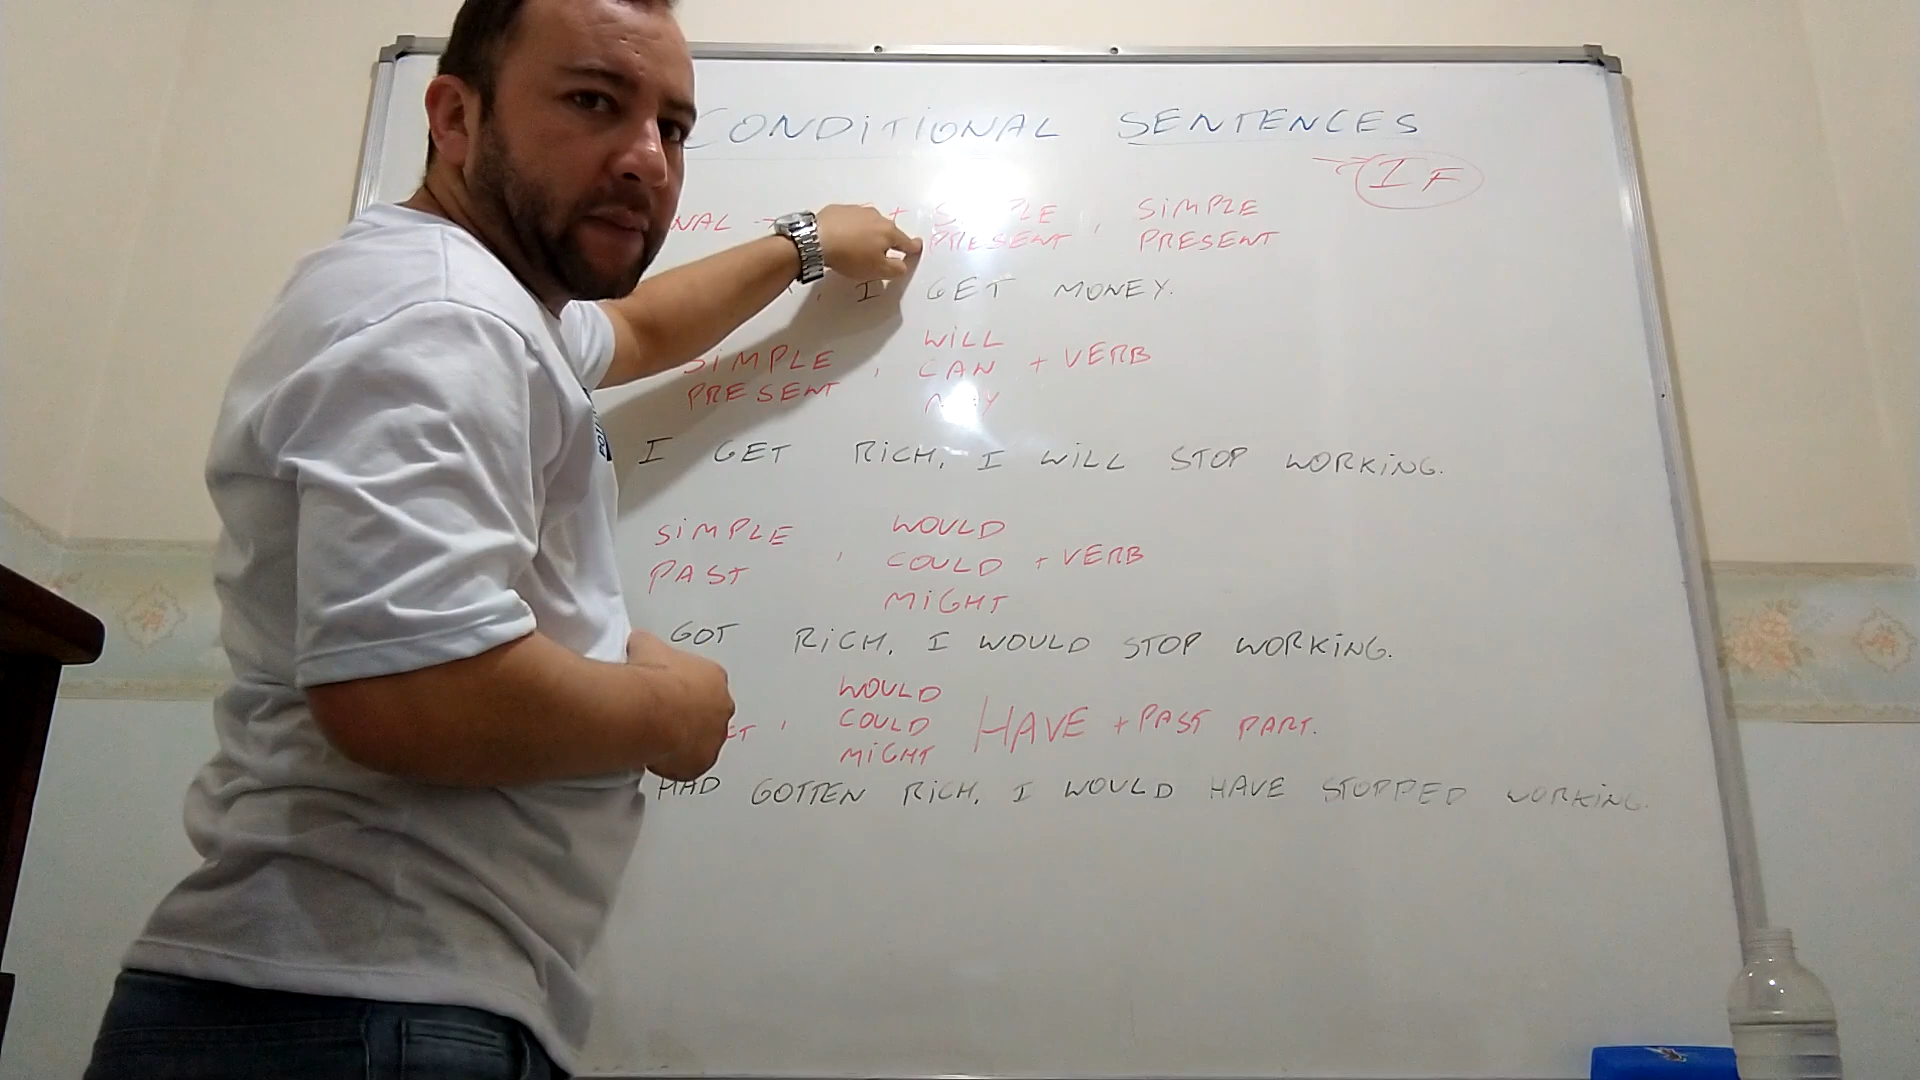 CONDITIONAL SENTENCES
IF
NAL → + SIMPLE PRESENT , SIMPLE PRESENT
, I GET MONEY.
SIMPLE PRESENT , WILL CAN MAY + VERB
I GET RICH, I WILL STOP WORKING.
SIMPLE PAST , WOULD COULD MIGHT + VERB
GOT RICH, I WOULD STOP WORKING.
, WOULD COULD MIGHT HAVE + PAST PART.
HAD GOTTEN RICH, I WOULD HAVE STOPPED WORKING.